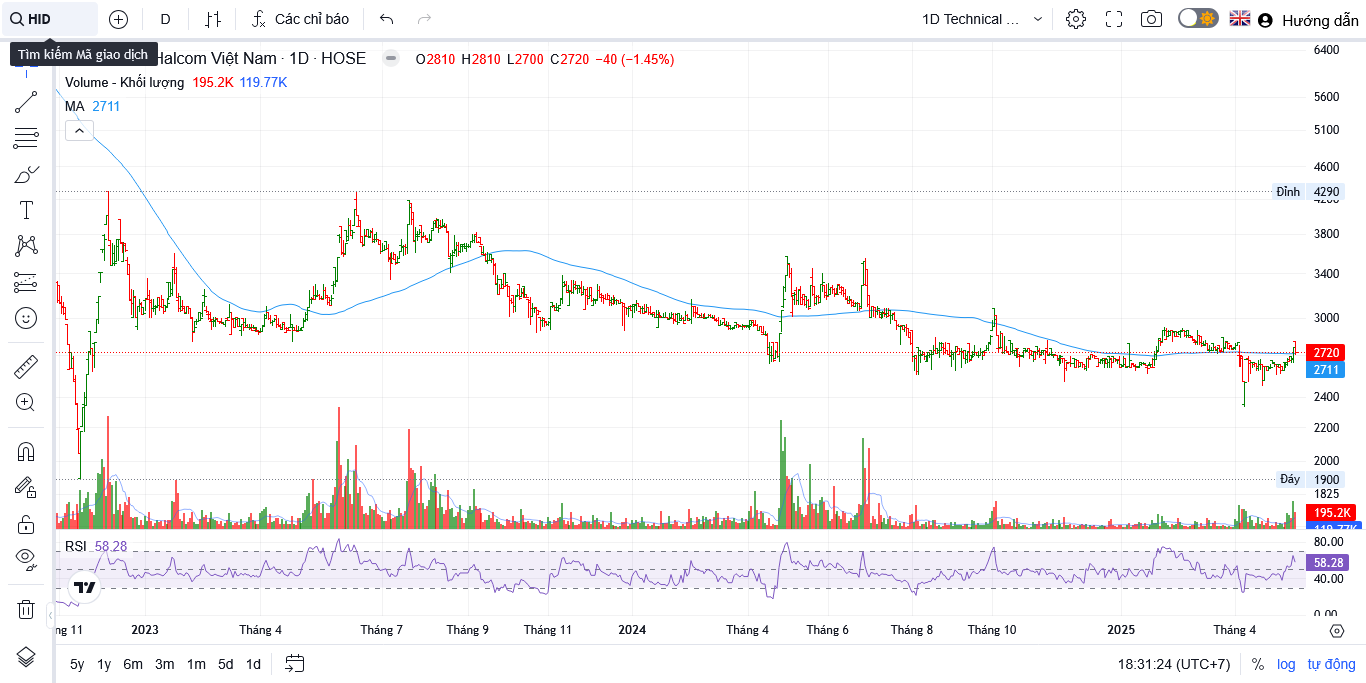 HID
D
Các chỉ báo
1D Technical ...
Hướng dẫn
Tìm kiếm Mã giao dịch
Halcom Việt Nam · 1D · HOSE
O2810 H2810 L2700 C2720 −40 (−1.45%)
Volume - Khối lượng 195.2K 119.77K
MA 2711
6400
5600
5100
4600
Đỉnh 4290
4200
3800
3400
3000
2720
2711
2400
2200
2000
Đáy 1900
1825
195.2K
119.77K
RSI 58.28
80.00
58.28
40.00
0.00
ng 11 2023 Tháng 4 Tháng 7 Tháng 9 Tháng 11 2024 Tháng 4 Tháng 6 Tháng 8 Tháng 10 2025 Tháng 4
5y 1y 6m 3m 1m 5d 1d
18:31:24 (UTC+7) % log tự động